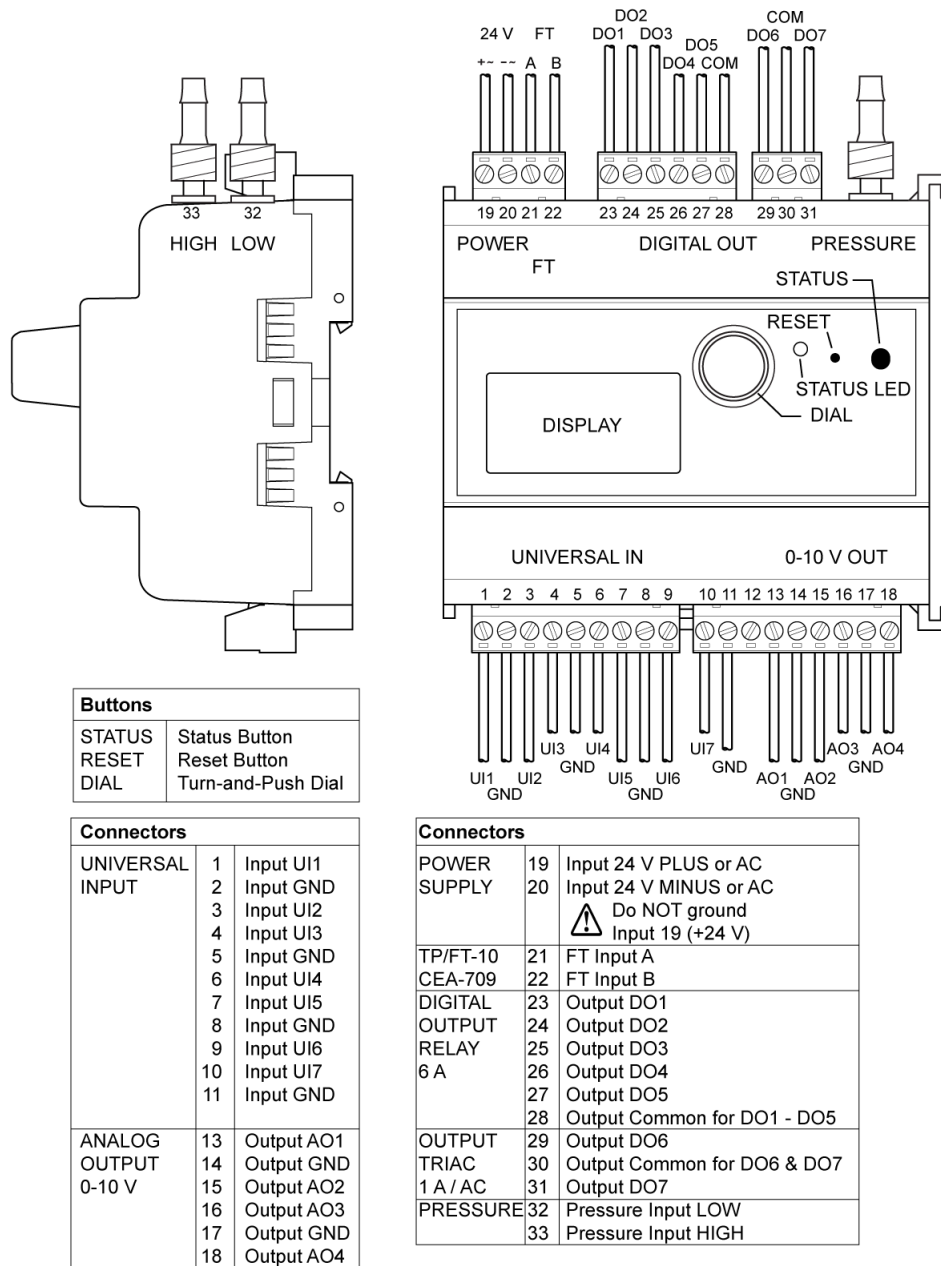 DO2
COM
24 V FT
DO1 DO3
DO6 DO7
DO5
+~ -~ A B
DO4 COM
33 32
HIGH LOW
19 20 21 22
23 24 25 26 27 28
29 30 31
POWER
DIGITAL OUT
PRESSURE
FT
STATUS
RESET
STATUS LED
DIAL
DISPLAY
UNIVERSAL IN
0-10 V OUT
1 2 3 4 5 6 7 8 9
10 11 12 13 14 15 16 17 18
UI3 UI4
UI7
AO3 AO4
GND
GND
GND
UI1 UI2
UI5 UI6
AO1 AO2
GND
GND
GND
Buttons
STATUS Status Button
RESET Reset Button
DIAL Turn-and-Push Dial
Connectors
UNIVERSAL 1 Input UI1
INPUT 2 Input GND
3 Input UI2
4 Input UI3
5 Input GND
6 Input UI4
7 Input UI5
8 Input GND
9 Input UI6
10 Input UI7
11 Input GND
ANALOG 13 Output AO1
OUTPUT 14 Output GND
0-10 V 15 Output AO2
16 Output AO3
17 Output GND
18 Output AO4
Connectors
POWER 19 Input 24 V PLUS or AC
SUPPLY 20 Input 24 V MINUS or AC
Do NOT ground
Input 19 (+24 V)
TP/FT-10 21 FT Input A
CEA-709 22 FT Input B
DIGITAL 23 Output DO1
OUTPUT 24 Output DO2
RELAY 25 Output DO3
6 A 26 Output DO4
27 Output DO5
28 Output Common for DO1 - DO5
OUTPUT 29 Output DO6
TRIAC 30 Output Common for DO6 & DO7
1 A / AC 31 Output DO7
PRESSURE 32 Pressure Input LOW
33 Pressure Input HIGH